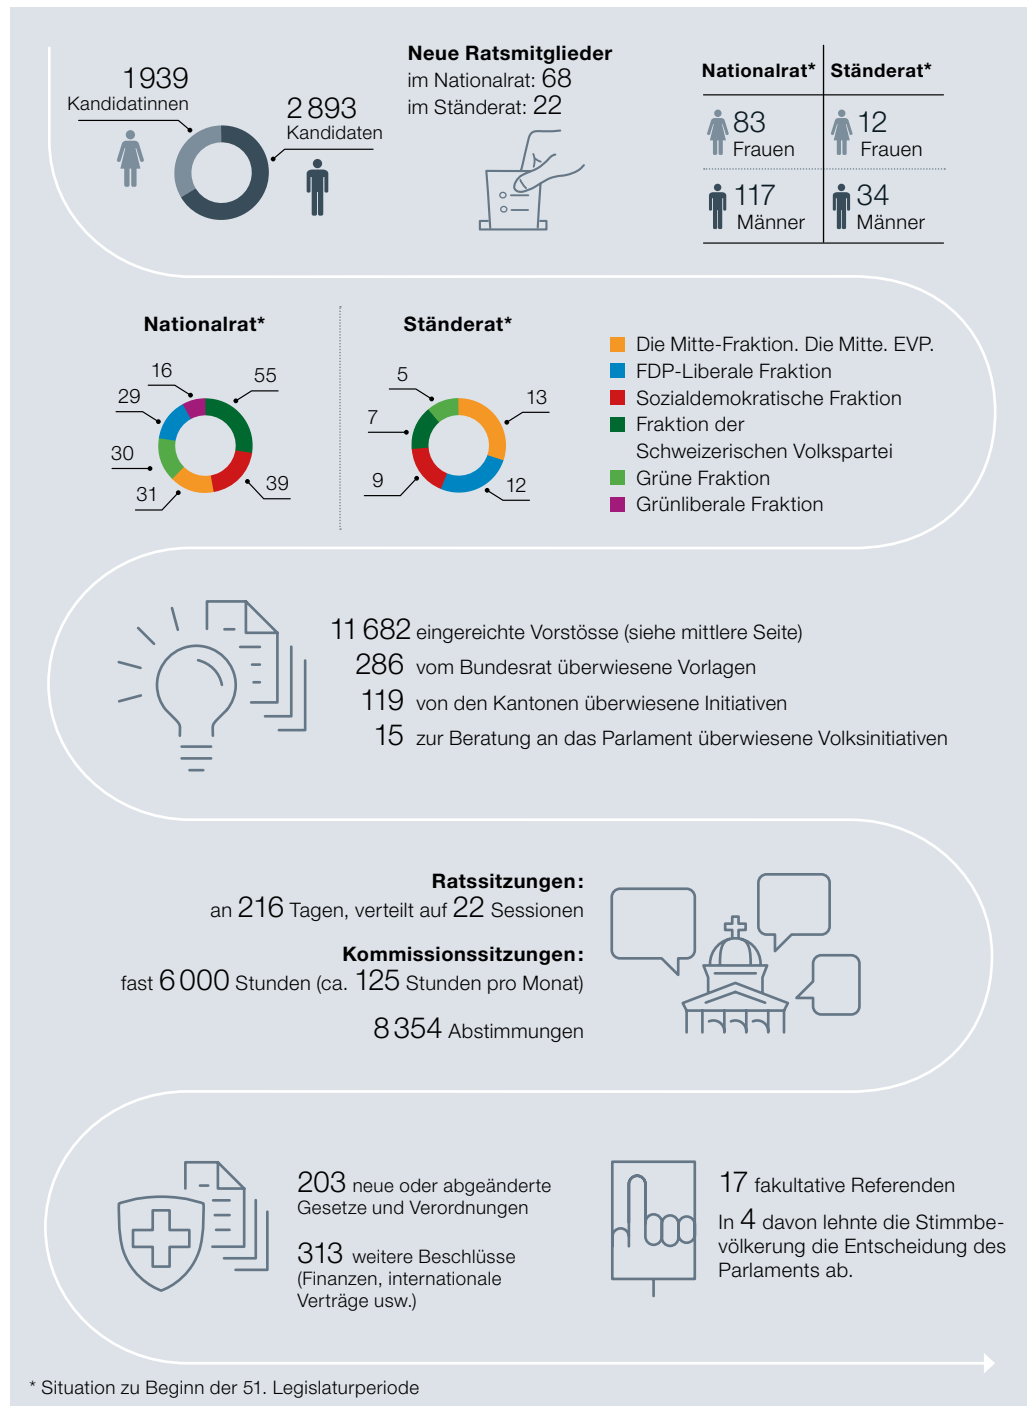 1939
Kandidatinnen
2 893
Kandidaten
Neue Ratsmitglieder
im Nationalrat: 68
im Ständerat: 22
Nationalrat* Ständerat*
83
Frauen
12
Frauen
117
Männer
34
Männer
Nationalrat*
16
55
29
30
31
39
Ständerat*
5
13
7
9
12
Die Mitte-Fraktion. Die Mitte. EVP.
FDP-Liberale Fraktion
Sozialdemokratische Fraktion
Fraktion der
Schweizerischen Volkspartei
Grüne Fraktion
Grünliberale Fraktion
11 682 eingereichte Vorstösse (siehe mittlere Seite)
286 vom Bundesrat überwiesene Vorlagen
119 von den Kantonen überwiesene Initiativen
15 zur Beratung an das Parlament überwiesene Volksinitiativen
Ratssitzungen:
an 216 Tagen, verteilt auf 22 Sessionen
Kommissionssitzungen:
fast 6 000 Stunden (ca. 125 Stunden pro Monat)
8 354 Abstimmungen
203 neue oder abgeänderte
Gesetze und Verordnungen
313 weitere Beschlüsse
(Finanzen, internationale
Verträge usw.)
17 fakultative Referenden
In 4 davon lehnte die Stimmbe-
völkerung die Entscheidung des
Parlaments ab.
* Situation zu Beginn der 51. Legislaturperiode